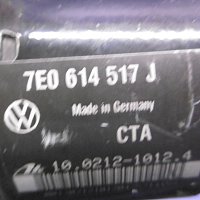 7E0 614 517 J
Made in Germany
CTA
10.0212-1012.4